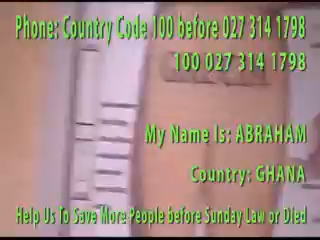 Phone: Country Code 100 before 027 314 1798
100 027 314 1798
My Name Is: ABRAHAM
Country: GHANA
Help Us To Save More People before Sunday Law or Died